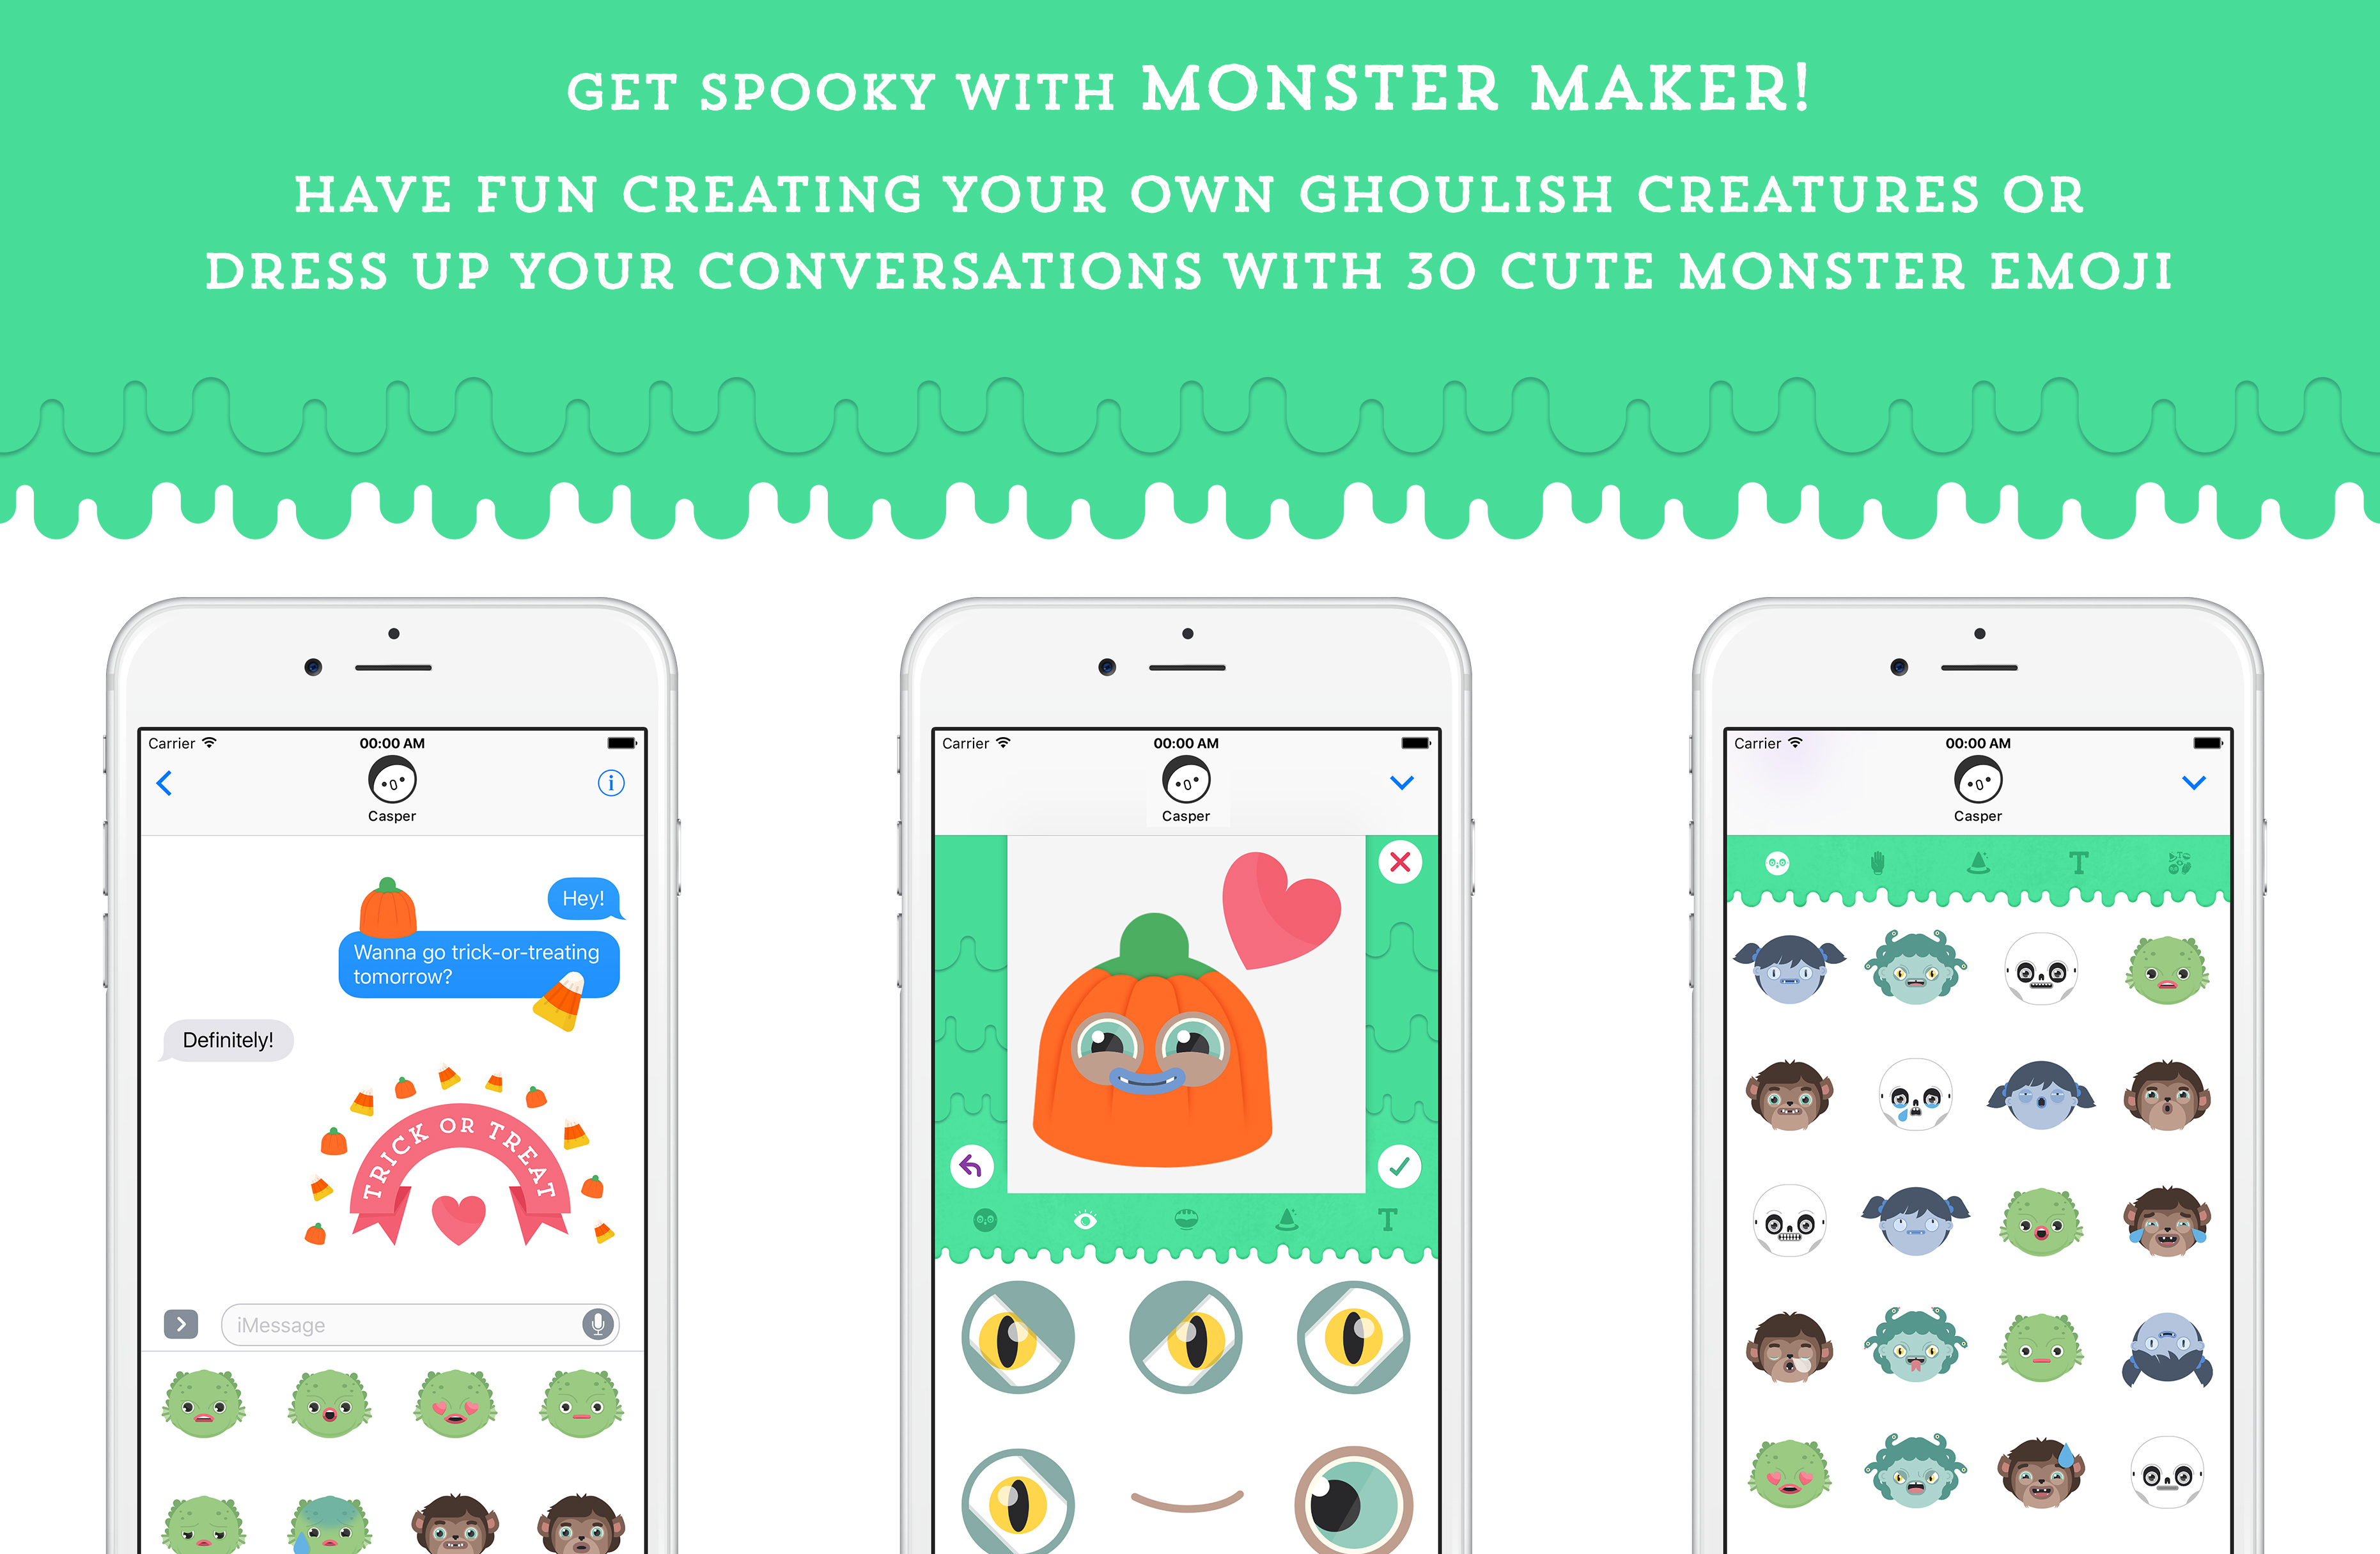 GET SPOOKY WITH MONSTER MAKER!
HAVE FUN CREATING YOUR OWN GHOULISH CREATURES OR
DRESS UP YOUR CONVERSATIONS WITH 30 CUTE MONSTER EMOJI
Carrier 00:00 AM
Casper
Hey!
Wanna go trick-or-treating
tomorrow?
Definitely!
TRICK OR TREAT
iMessage
Carrier 00:00 AM
Casper
T
Carrier 00:00 AM
Casper
T